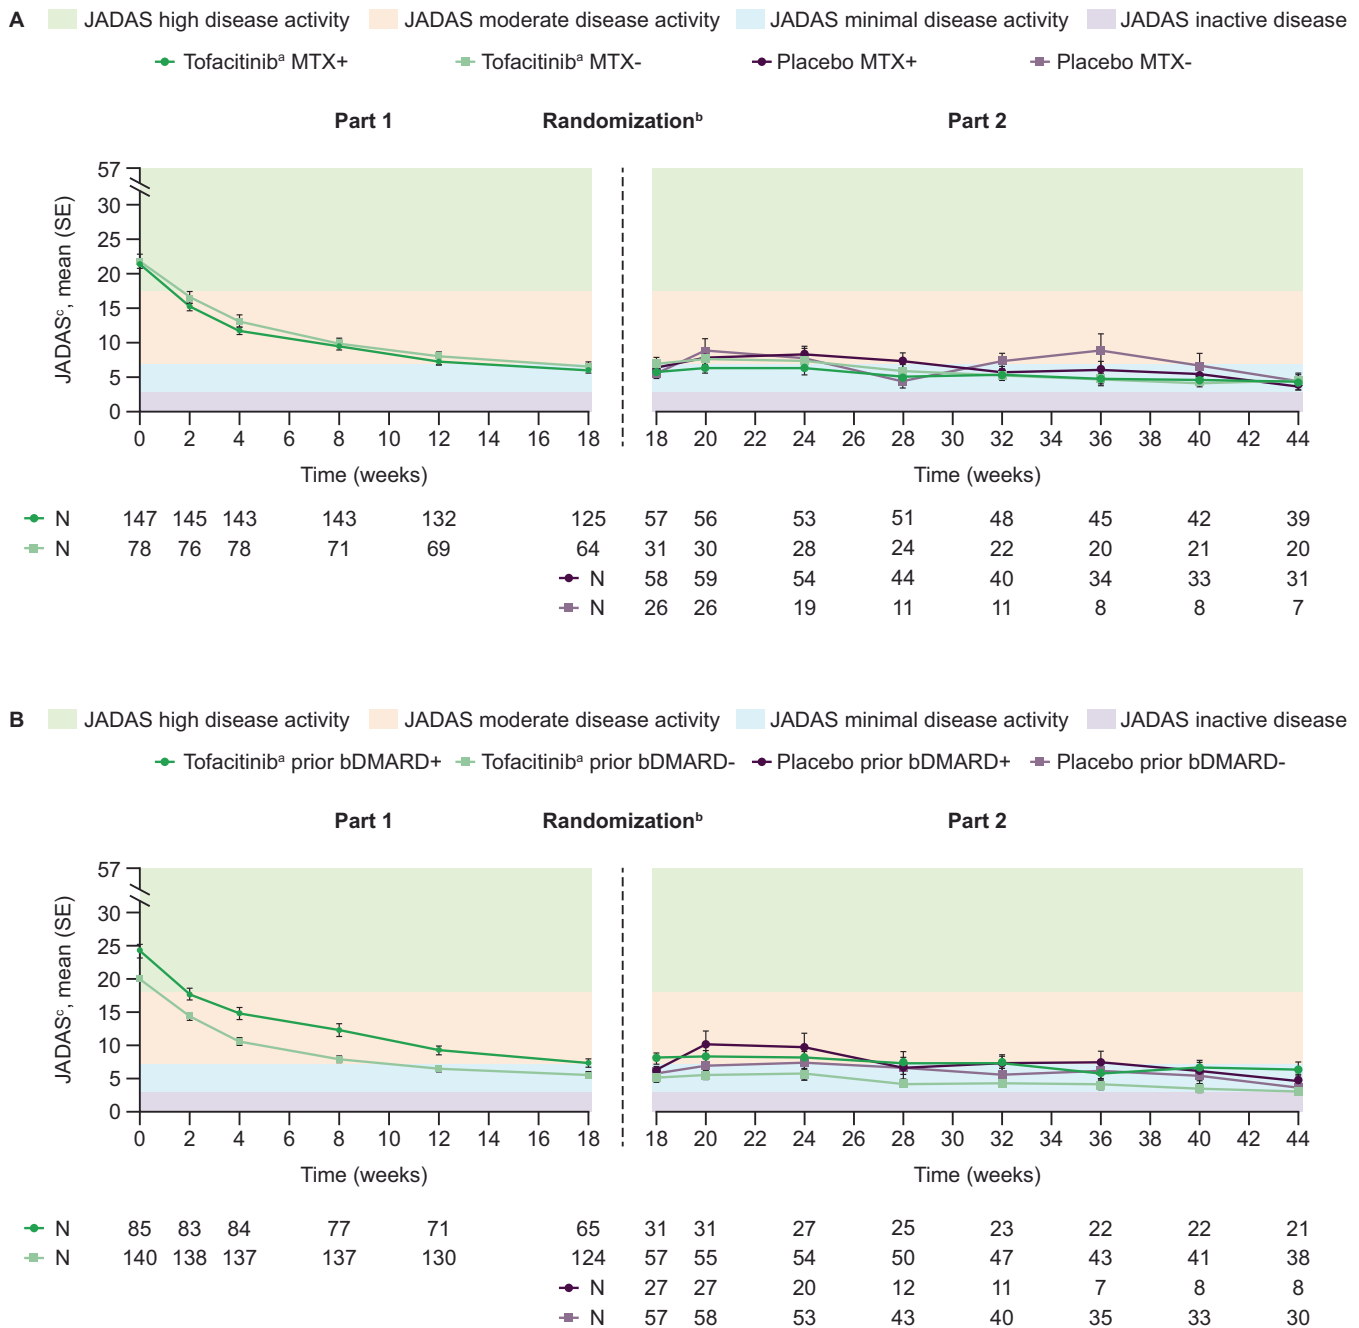 A JADAS high disease activity JADAS moderate disease activity JADAS minimal disease activity JADAS inactive disease
Tofacitinibᵃ MTX+ Tofacitinibᵃ MTX- Placebo MTX+ Placebo MTX-
Part 1 Randomizationᵇ Part 2
JADASᶜ, mean (SE)
57
30
25
20
15
10
5
0
0 2 4 6 8 10 12 14 16 18 18 20 22 24 26 28 30 32 34 36 38 40 42 44
Time (weeks) Time (weeks)
N 147 145 143 143 132 125 57 56 53 51 48 45 42 39
N 78 76 78 71 69 64 31 30 28 24 22 20 21 20
N 58 59 54 44 40 34 33 31
N 26 26 19 11 11 8 8 7
B JADAS high disease activity JADAS moderate disease activity JADAS minimal disease activity JADAS inactive disease
Tofacitinibᵃ prior bDMARD+ Tofacitinibᵃ prior bDMARD- Placebo prior bDMARD+ Placebo prior bDMARD-
Part 1 Randomizationᵇ Part 2
JADASᶜ, mean (SE)
57
30
25
20
15
10
5
0
0 2 4 6 8 10 12 14 16 18 18 20 22 24 26 28 30 32 34 36 38 40 42 44
Time (weeks) Time (weeks)
N 85 83 84 77 71 65 31 31 27 25 23 22 22 21
N 140 138 137 137 130 124 57 55 54 50 47 43 41 38
N 27 27 20 12 11 7 8 8
N 57 58 53 43 40 35 33 30